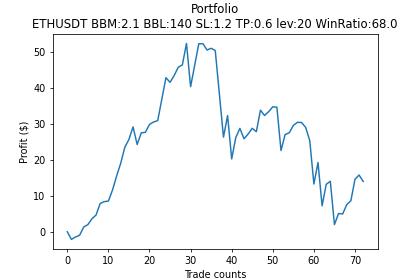 Portfolio
ETHUSDT BBM:2.1 BBL:140 SL:1.2 TP:0.6 lev:20 WinRatio:68.0
Profit ($)
50
40
30
20
10
0
0 10 20 30 40 50 60 70
Trade counts